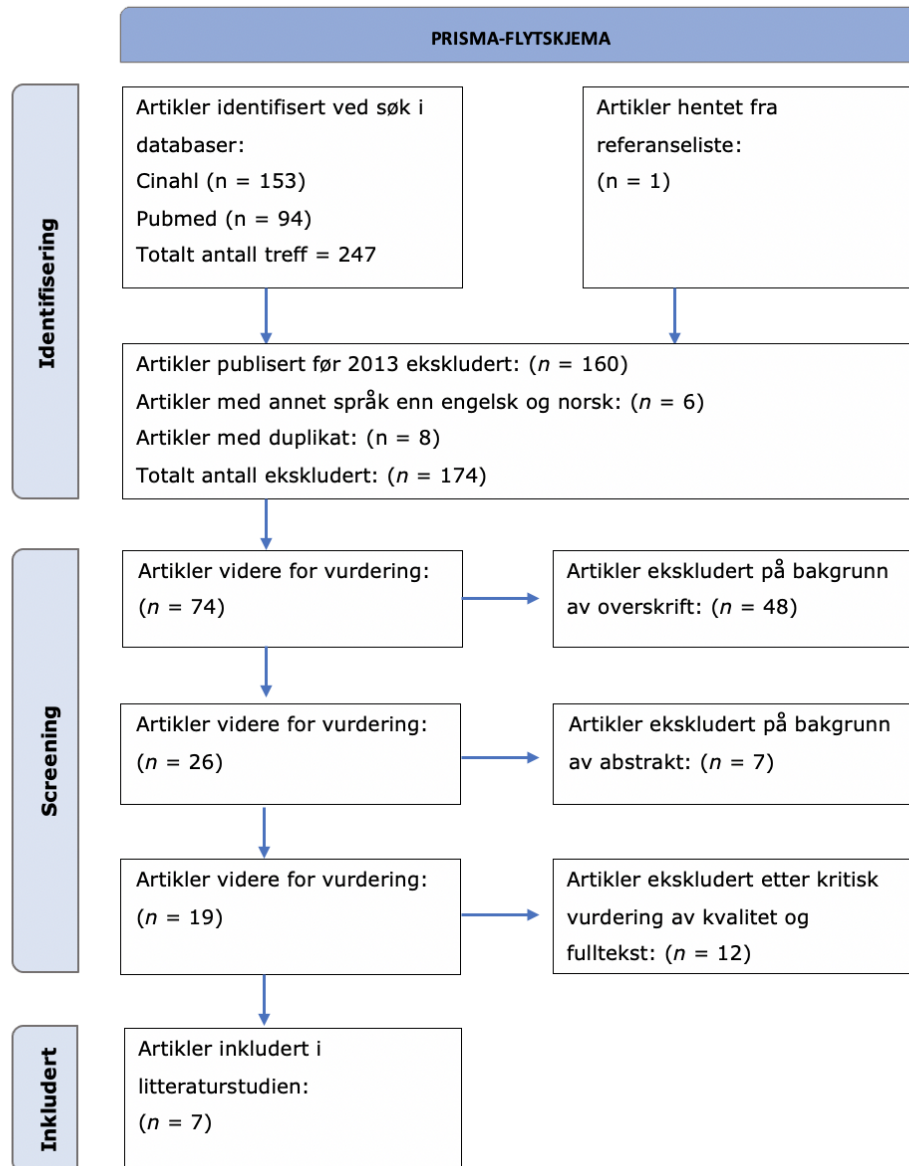 PRISMA-FLYTSKJEMA
Identifisering
Artikler identifisert ved søk i
databaser:
Cinahl (n = 153)
Pubmed (n = 94)
Totalt antall treff = 247
Artikler hentet fra
referanseliste:
(n = 1)
Artikler publisert før 2013 ekskludert: (n = 160)
Artikler med annet språk enn engelsk og norsk: (n = 6)
Artikler med duplikat: (n = 8)
Totalt antall ekskludert: (n = 174)
Screening
Artikler videre for vurdering:
(n = 74)
Artikler ekskludert på bakgrunn
av overskrift: (n = 48)
Artikler videre for vurdering:
(n = 26)
Artikler ekskludert på bakgrunn
av abstrakt: (n = 7)
Artikler videre for vurdering:
(n = 19)
Artikler ekskludert etter kritisk
vurdering av kvalitet og
fulltekst: (n = 12)
Inkludert
Artikler inkludert i
litteraturstudien:
(n = 7)